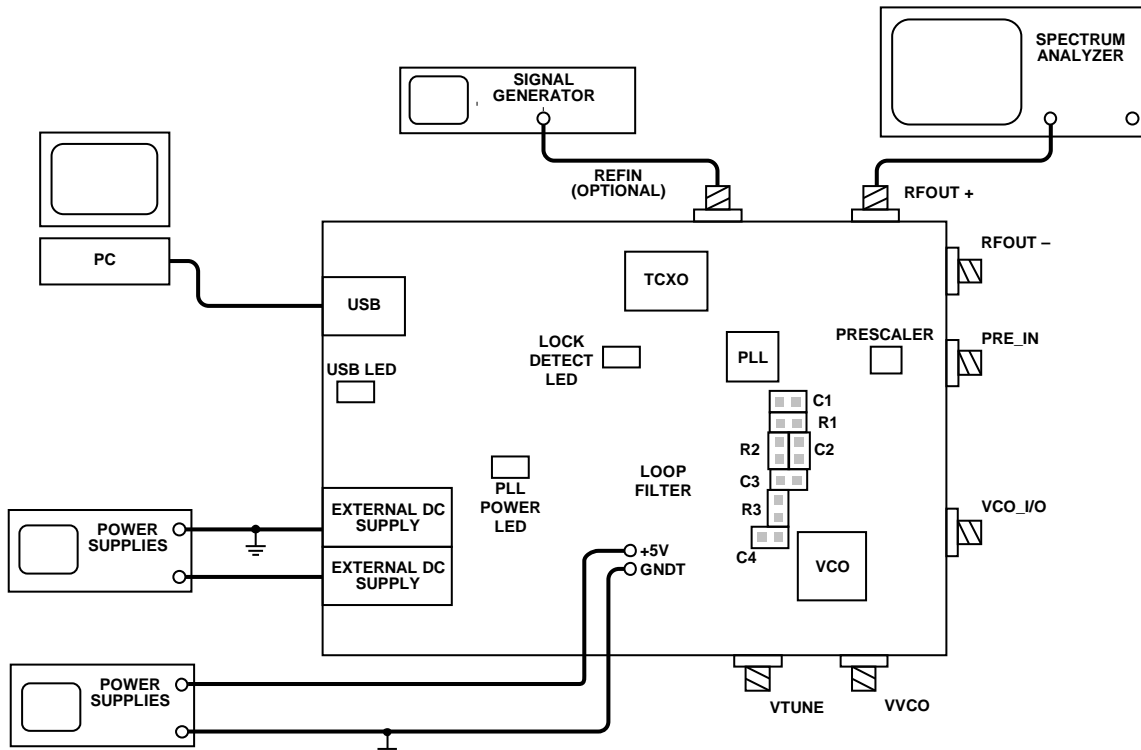 SPECTRUM
ANALYZER
SIGNAL
GENERATOR
REFIN
(OPTIONAL)
RFOUT +
RFOUT –
PC
USB
TCXO
LOCK
DETECT
LED
PLL
PRESCALER
PRE_IN
USB LED
C1
R1
R2
C2
C3
R3
C4
LOOP
FILTER
PLL
POWER
LED
EXTERNAL DC
SUPPLY
EXTERNAL DC
SUPPLY
POWER
SUPPLIES
+5V
GNDT
VCO
VCO_I/O
POWER
SUPPLIES
VTUNE
VVCO